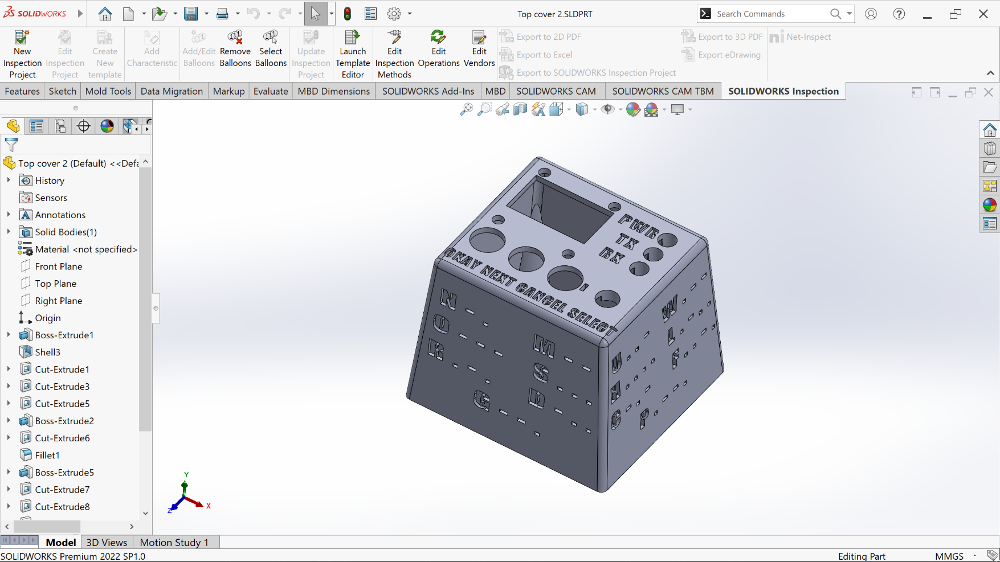 SOLIDWORKS
Top cover 2.SLDPRT
Search Commands
New Inspection Project
Edit Inspection Project
Create New template
Add Characteristic
Add/Edit Balloons
Remove Balloons
Select Balloons
Update Inspection Project
Launch Template Editor
Edit Inspection Methods
Edit Operations
Edit Vendors
Export to 2D PDF
Export to Excel
Export to SOLIDWORKS Inspection Project
Export to 3D PDF
Export eDrawing
Net-Inspect
Features
Sketch
Mold Tools
Data Migration
Markup
Evaluate
MBD Dimensions
SOLIDWORKS Add-Ins
MBD
SOLIDWORKS CAM
SOLIDWORKS CAM TBM
SOLIDWORKS Inspection
Top cover 2 (Default) <<Defa
History
Sensors
Annotations
Solid Bodies(1)
Material <not specified>
Front Plane
Top Plane
Right Plane
Origin
Boss-Extrude1
Shell3
Cut-Extrude1
Cut-Extrude3
Cut-Extrude5
Boss-Extrude2
Cut-Extrude6
Fillet1
Boss-Extrude5
Cut-Extrude7
Cut-Extrude8
PWR
TX
RX
OKAY NEXT CANCEL SELECT
N
O
R
G
M
S
D
W
L
F
U
J
C
P
Y
X
Z
Model
3D Views
Motion Study 1
SOLIDWORKS Premium 2022 SP1.0
Editing Part
MMGS